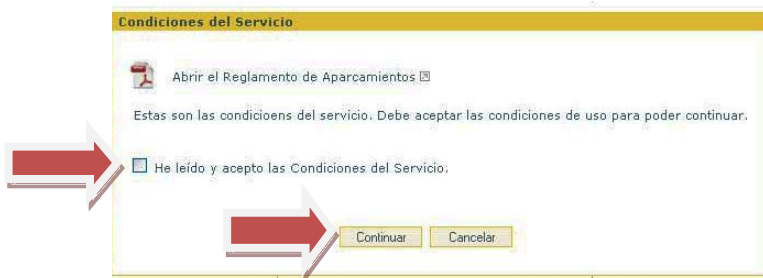 Condiciones del Servicio
Abrir el Reglamento de Aparcamientos
Estas son las condicioens del servicio. Debe aceptar las condiciones de uso para poder continuar.
He leído y acepto las Condiciones del Servicio.
Continuar Cancelar